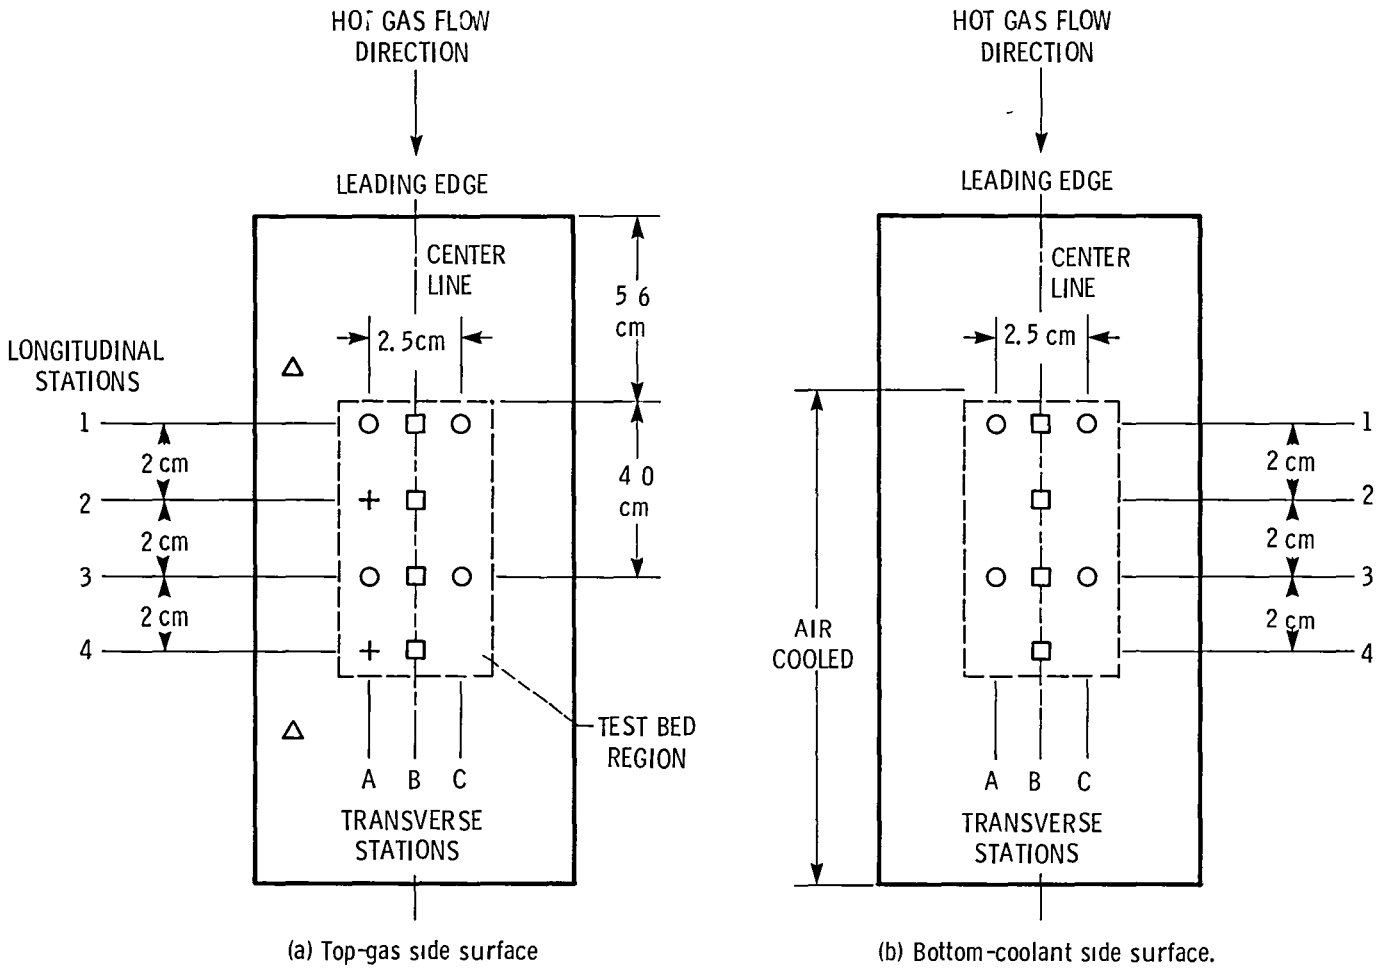 HOT GAS FLOW
DIRECTION
LEADING EDGE
CENTER
LINE
5 6
cm
2.5cm
LONGITUDINAL
STATIONS
1
2 cm
2
2 cm
3
2 cm
4
4 0
cm
TEST BED
REGION
A B C
TRANSVERSE
STATIONS
(a) Top-gas side surface
HOT GAS FLOW
DIRECTION
LEADING EDGE
CENTER
LINE
2.5 cm
1
2 cm
2
2 cm
3
2 cm
4
AIR
COOLED
A B C
TRANSVERSE
STATIONS
(b) Bottom-coolant side surface.